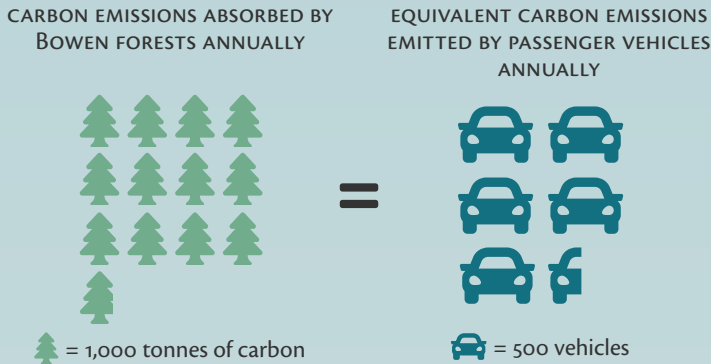 CARBON EMISSIONS ABSORBED BY
BOWEN FORESTS ANNUALLY
EQUIVALENT CARBON EMISSIONS
EMITTED BY PASSENGER VEHICLES
ANNUALLY
=
= 1,000 tonnes of carbon
= 500 vehicles